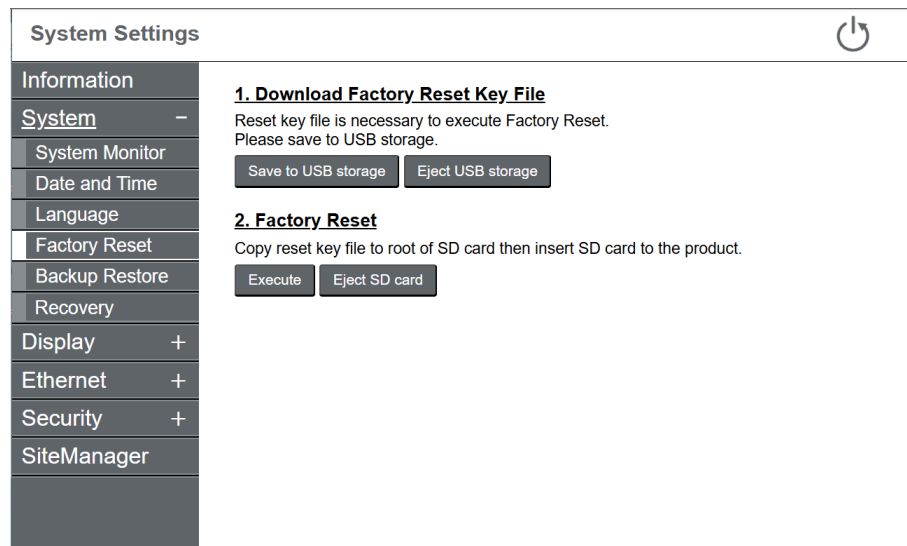 System Settings
Information
System −
System Monitor
Date and Time
Language
Factory Reset
Backup Restore
Recovery
Display +
Ethernet +
Security +
SiteManager
1. Download Factory Reset Key File
Reset key file is necessary to execute Factory Reset.
Please save to USB storage.
Save to USB storage Eject USB storage
2. Factory Reset
Copy reset key file to root of SD card then insert SD card to the product.
Execute Eject SD card